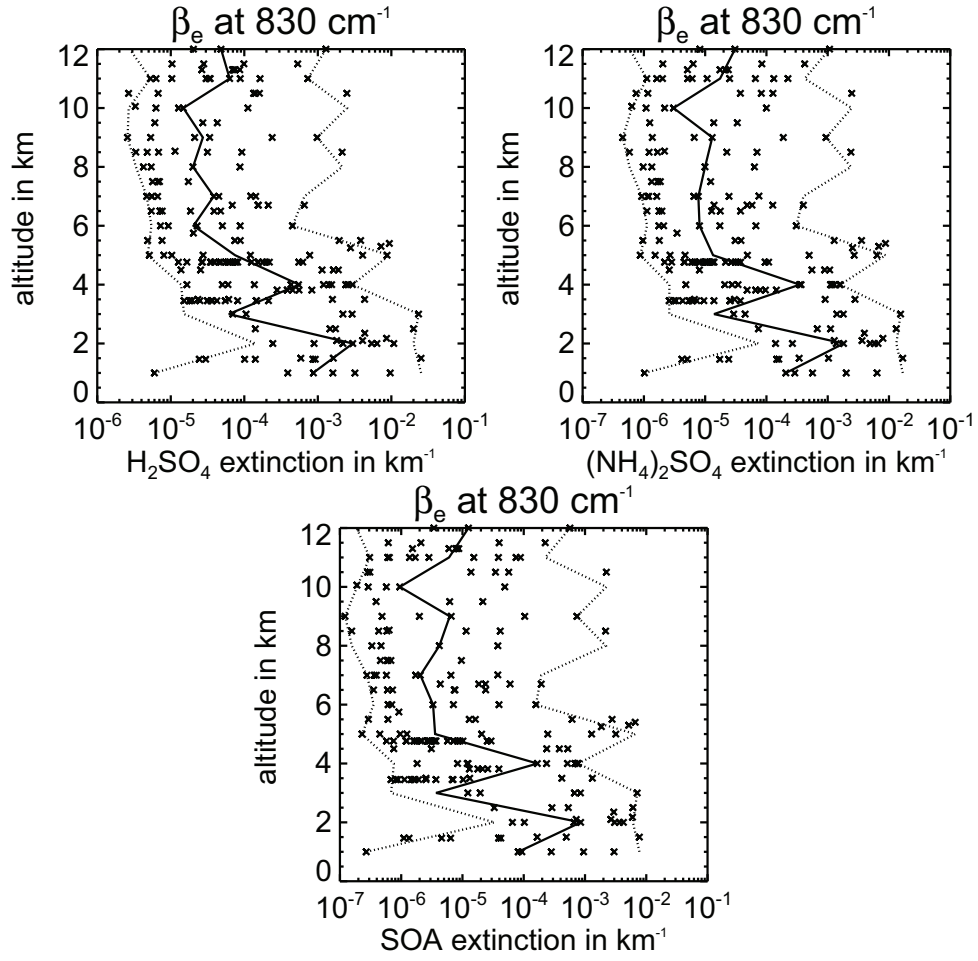 βₑ at 830 cm⁻¹
12
10
8
6
4
2
0
altitude in km
10⁻⁶ 10⁻⁵ 10⁻⁴ 10⁻³ 10⁻² 10⁻¹
H₂SO₄ extinction in km⁻¹
βₑ at 830 cm⁻¹
12
10
8
6
4
2
0
altitude in km
10⁻⁷ 10⁻⁶ 10⁻⁵ 10⁻⁴ 10⁻³ 10⁻² 10⁻¹
(NH₄)₂SO₄ extinction in km⁻¹
βₑ at 830 cm⁻¹
12
10
8
6
4
2
0
altitude in km
10⁻⁷ 10⁻⁶ 10⁻⁵ 10⁻⁴ 10⁻³ 10⁻² 10⁻¹
SOA extinction in km⁻¹